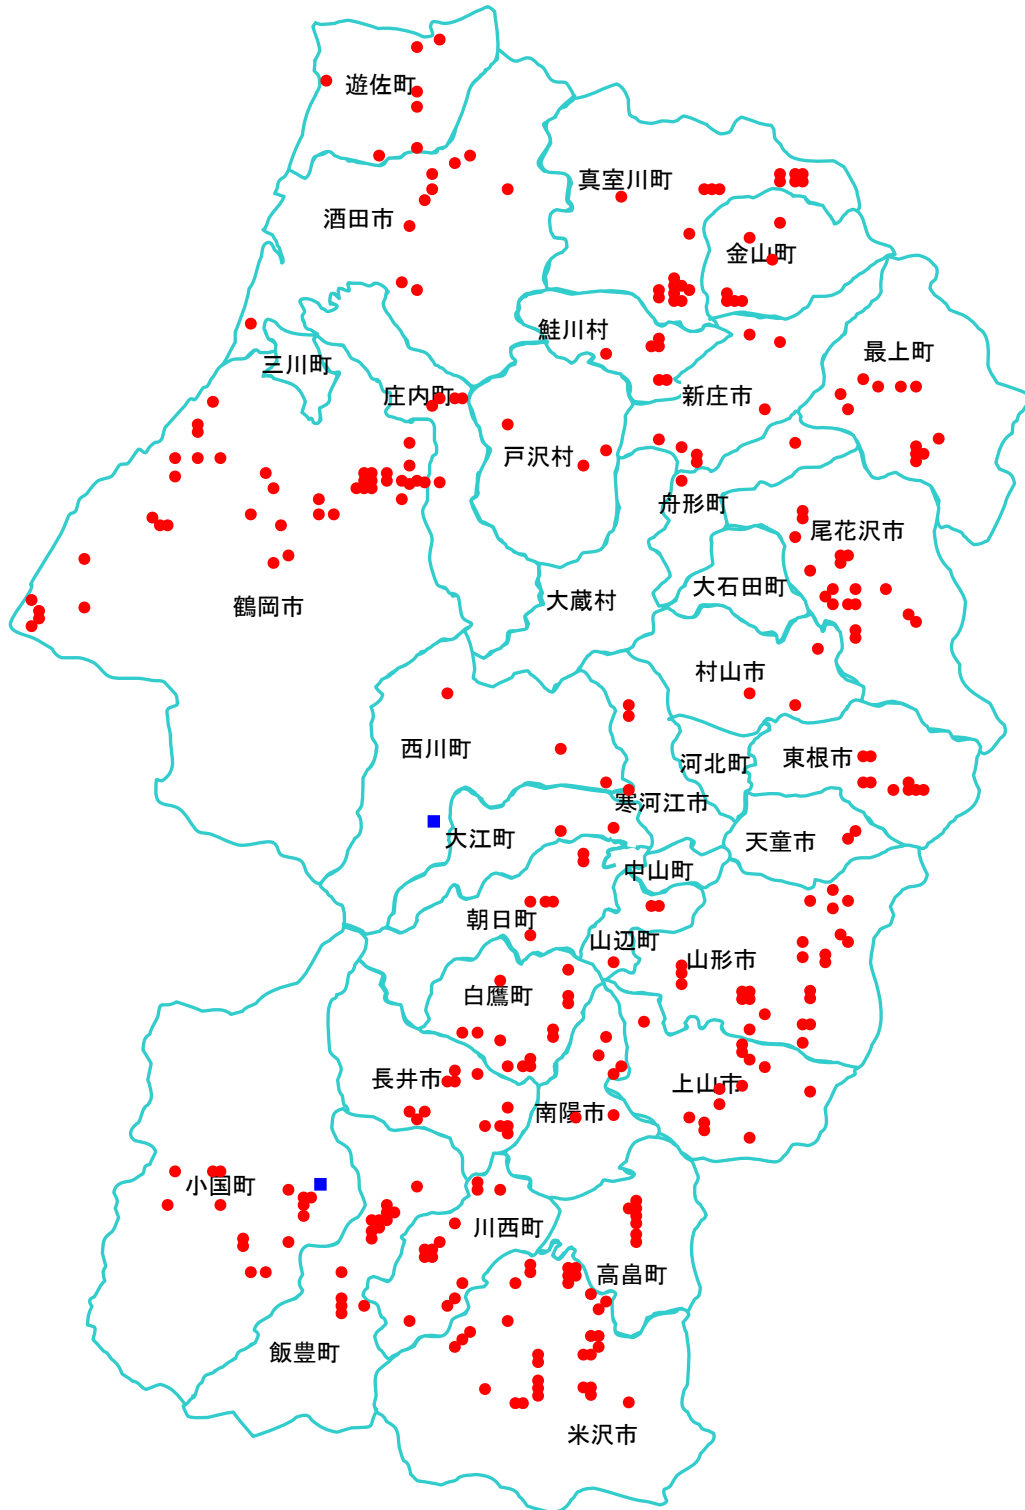 遊佐町
真室川町
酒田市
金山町
鮭川村
最上町
三川町
庄内町
新庄市
戸沢村
舟形町
尾花沢市
大石田町
大蔵村
鶴岡市
村山市
西川町
河北町
東根市
寒河江市
大江町
天童市
中山町
朝日町
山辺町
山形市
白鷹町
長井市
上山市
南陽市
小国町
川西町
高畠町
飯豊町
米沢市